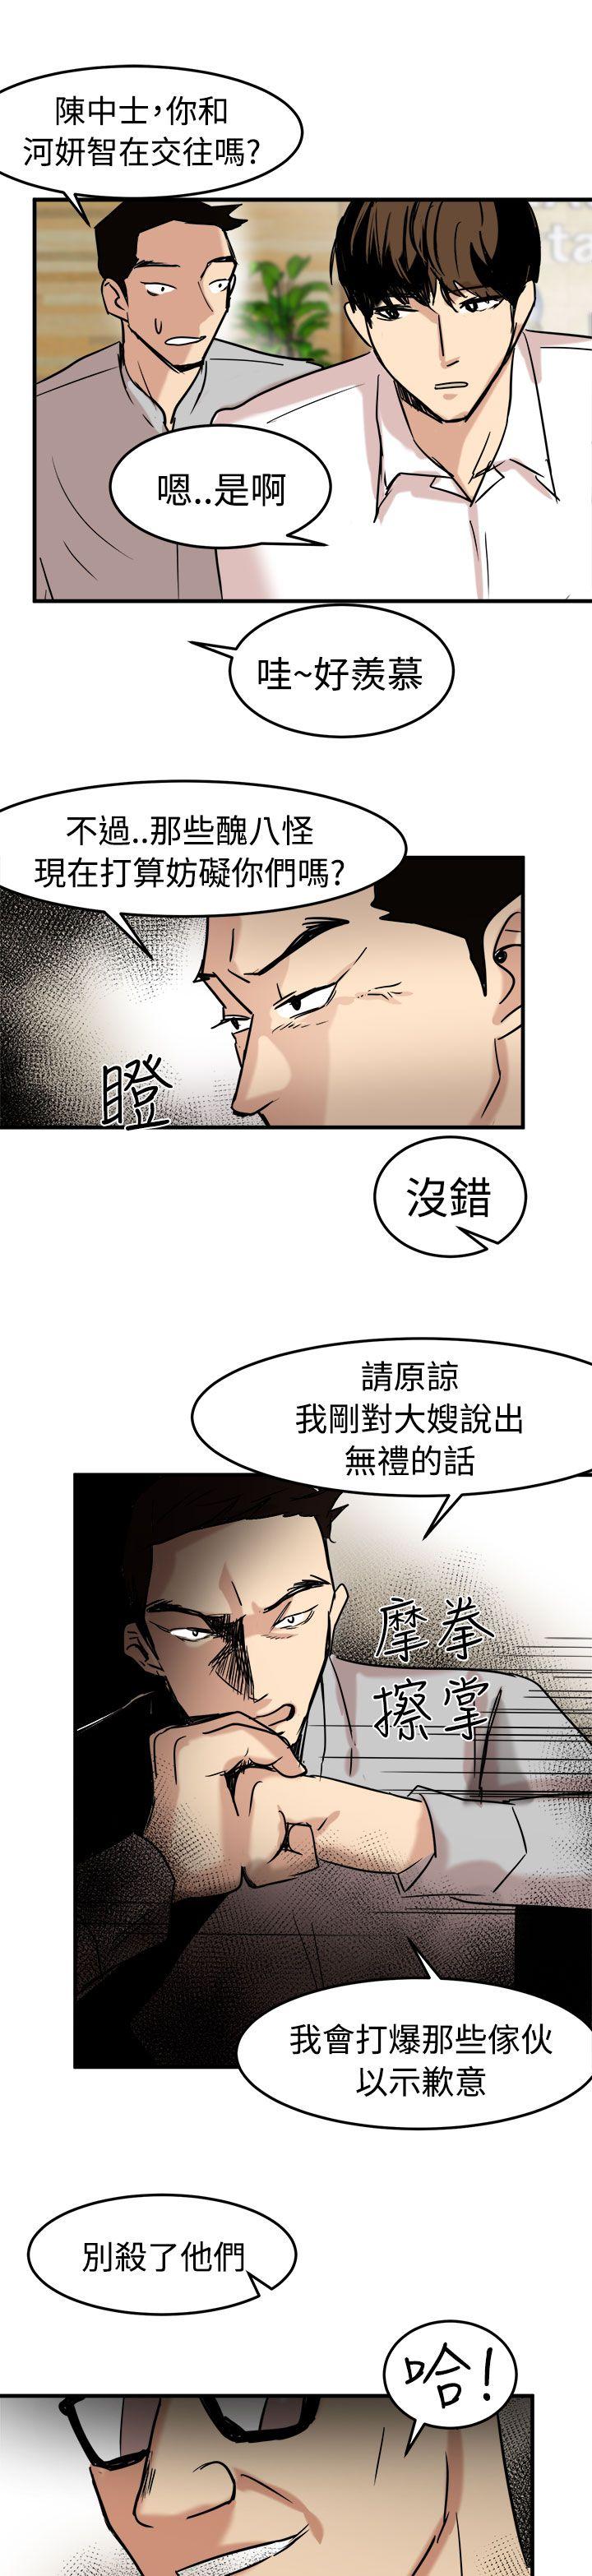 陳中士,你和
河妍智在交往嗎?
ta
嗯..是啊
哇~好羨慕
不過..那些醜八怪
現在打算妨礙你們嗎?
瞪
沒錯
請原諒
我剛對大嫂說出
無禮的話
摩拳
擦掌
我會打爆那些傢伙
以示歉意
別殺了他們
哈!